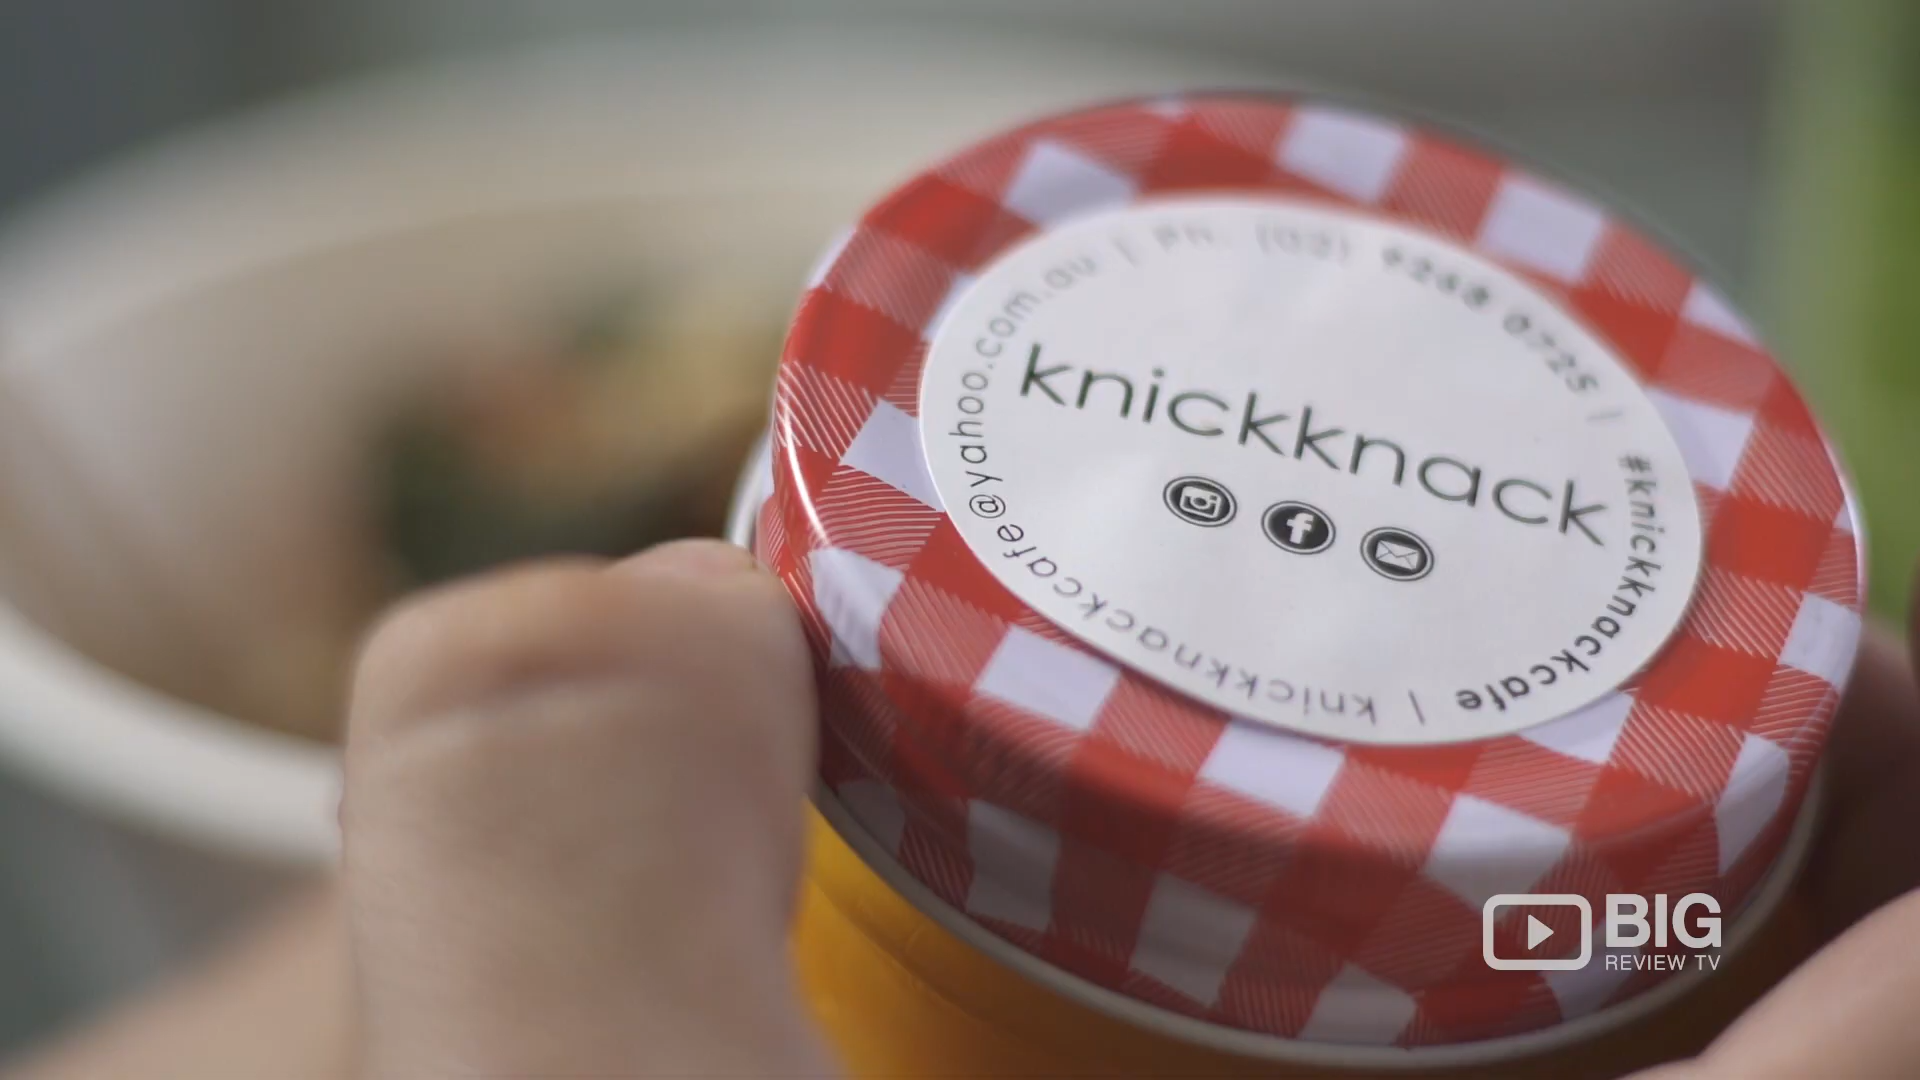 knickknack
knickknackcafe@yahoo.com.au | PH. (02) 9268 0725 | #knickknackcafe |
BIG
REVIEW TV